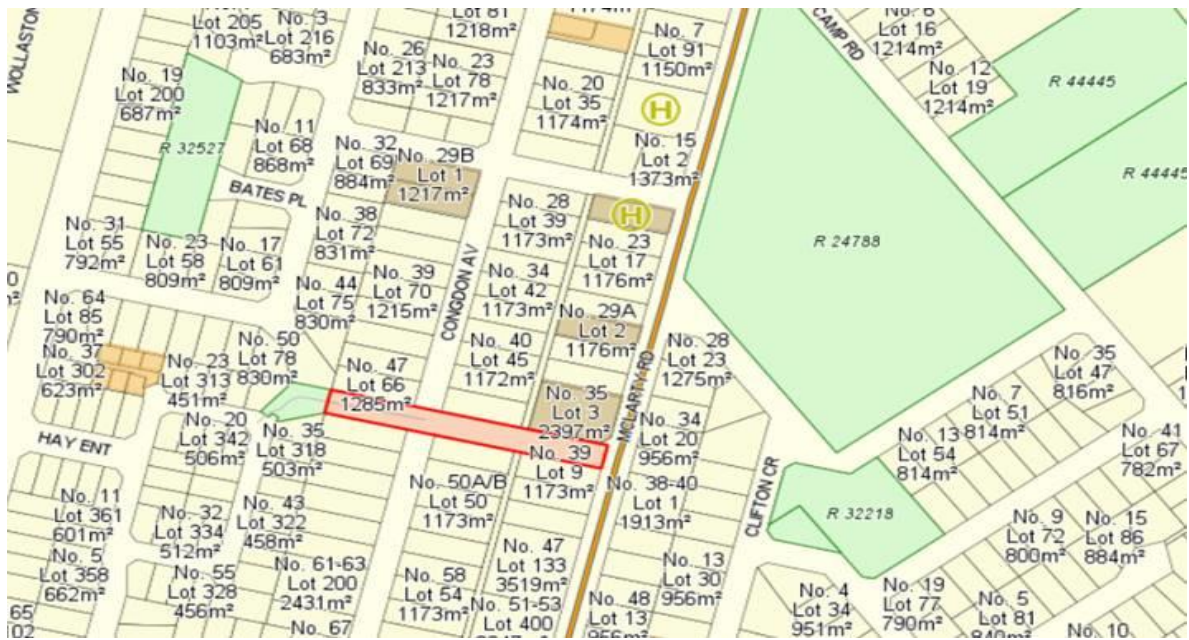 Lot 205
1103m²
No. 3
Lot 216
683m²
Lot 81
1218m²
1174m²
No. 7
Lot 91
1150m²
CAMP RD
No. 6
Lot 16
1214m²
No. 12
Lot 19
1214m²
R 44445
R 44445
WOLLASTON
No. 19
Lot 200
687m²
No. 26
Lot 213
833m²
No. 23
Lot 78
1217m²
No. 20
Lot 35
1174m²
H
No. 11
Lot 68
868m²
R 32527
No. 32
Lot 69
884m²
No. 29B
Lot 1
1217m²
No. 15
Lot 2
1373m²
BATES PL
No. 28
Lot 39
1173m²
H
No. 23
Lot 17
1176m²
R 24788
No. 31
Lot 55
792m²
No. 23
Lot 58
809m²
No. 17
Lot 61
809m²
No. 38
Lot 72
831m²
No. 39
Lot 70
1215m²
CONGDON AV
No. 34
Lot 42
1173m²
No. 29A
Lot 2
1176m²
No. 44
Lot 75
830m²
No. 64
Lot 85
790m²
No. 37
Lot 302
623m²
No. 23
Lot 313
451m²
No. 50
Lot 78
830m²
No. 47
Lot 66
1285m²
No. 40
Lot 45
1172m²
No. 35
Lot 3
2397m²
MCLARTY RD
No. 28
Lot 23
1275m²
No. 35
Lot 47
816m²
No. 7
Lot 51
814m²
HAY ENT
No. 20
Lot 342
506m²
No. 35
Lot 318
503m²
No. 39
Lot 9
1173m²
No. 34
Lot 20
956m²
No. 13
Lot 54
814m²
No. 41
Lot 67
782m²
No. 11
Lot 361
601m²
No. 32
Lot 334
512m²
No. 43
Lot 322
458m²
No. 50A/B
Lot 50
1173m²
No. 38-40
Lot 1
1913m²
CLIFTON CR
R 32218
No. 9
Lot 72
800m²
No. 15
Lot 86
884m²
No. 5
Lot 358
662m²
No. 55
Lot 328
456m²
No. 61-63
Lot 200
2431m²
No. 58
Lot 54
1173m²
No. 47
Lot 133
3519m²
No. 13
Lot 30
956m²
No. 4
Lot 34
951m²
No. 19
Lot 77
790m²
No. 5
Lot 81
No. 67
No. 51-53
Lot 400
No. 48
Lot 13
No. 10